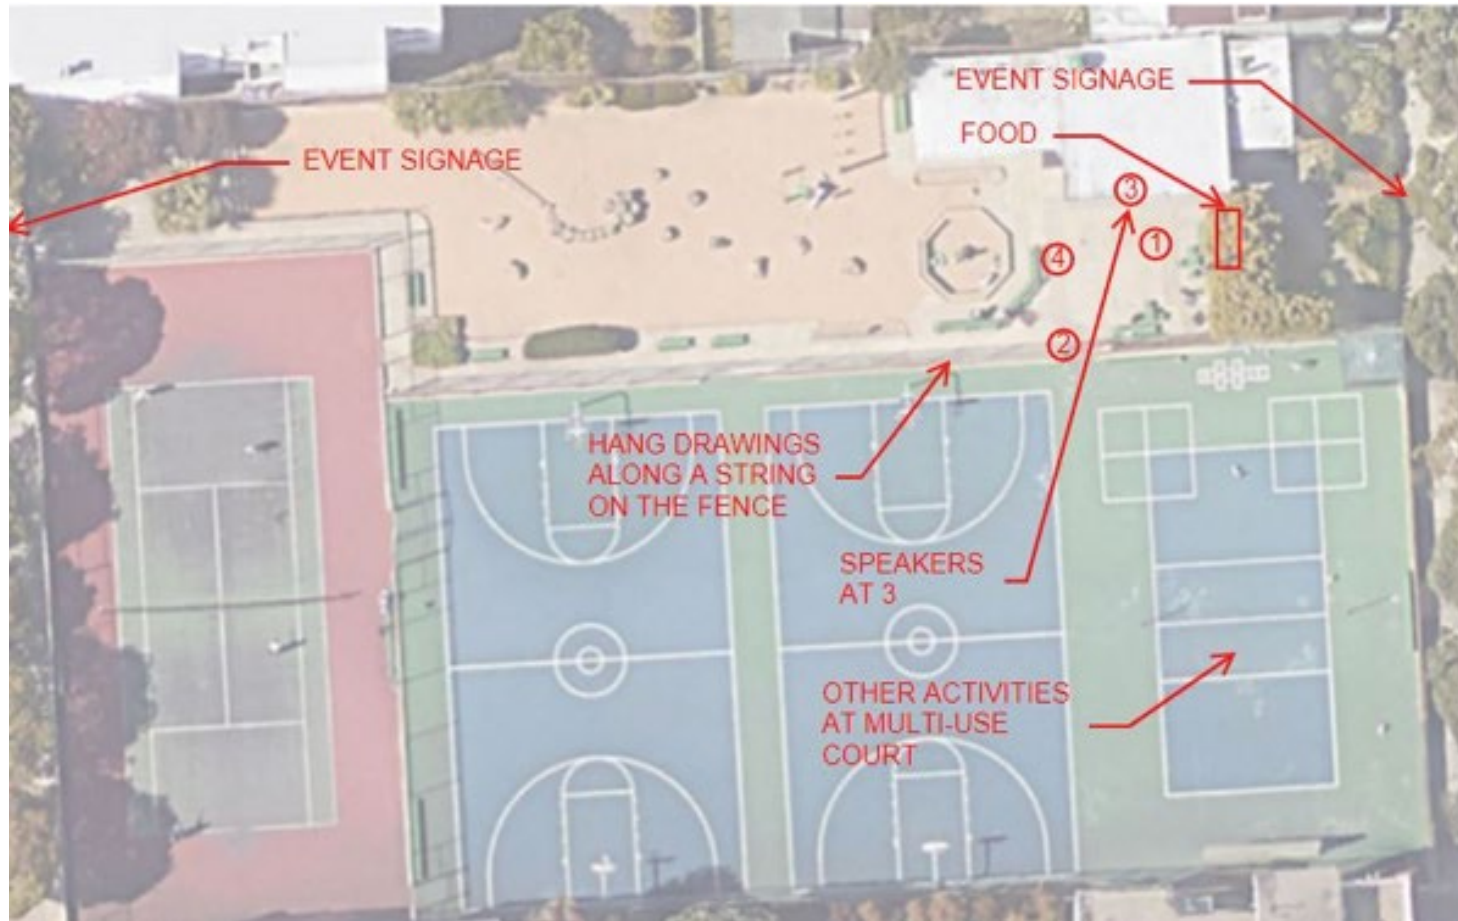 EVENT SIGNAGE
FOOD
EVENT SIGNAGE
3
1
4
2
HANG DRAWINGS
ALONG A STRING
ON THE FENCE
SPEAKERS
AT 3
OTHER ACTIVITIES
AT MULTI-USE
COURT